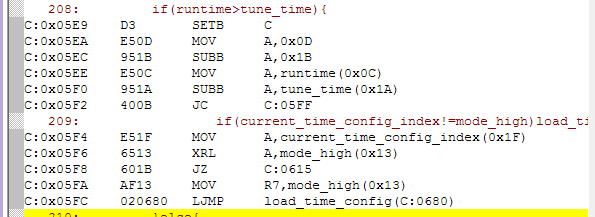 208: if(runtime>tune_time){
C:0x05E9 D3 SETB C
C:0x05EA E50D MOV A,0x0D
C:0x05EC 951B SUBB A,0x1B
C:0x05EE E50C MOV A,runtime(0x0C)
C:0x05F0 951A SUBB A,tune_time(0x1A)
C:0x05F2 400B JC C:05FF
209: if(current_time_config_index!=mode_high)load_ti
C:0x05F4 E51F MOV A,current_time_config_index(0x1F)
C:0x05F6 6513 XRL A,mode_high(0x13)
C:0x05F8 601B JZ C:0615
C:0x05FA AF13 MOV R7,mode_high(0x13)
C:0x05FC 020680 LJMP load_time_config(C:0680)
210: }else{